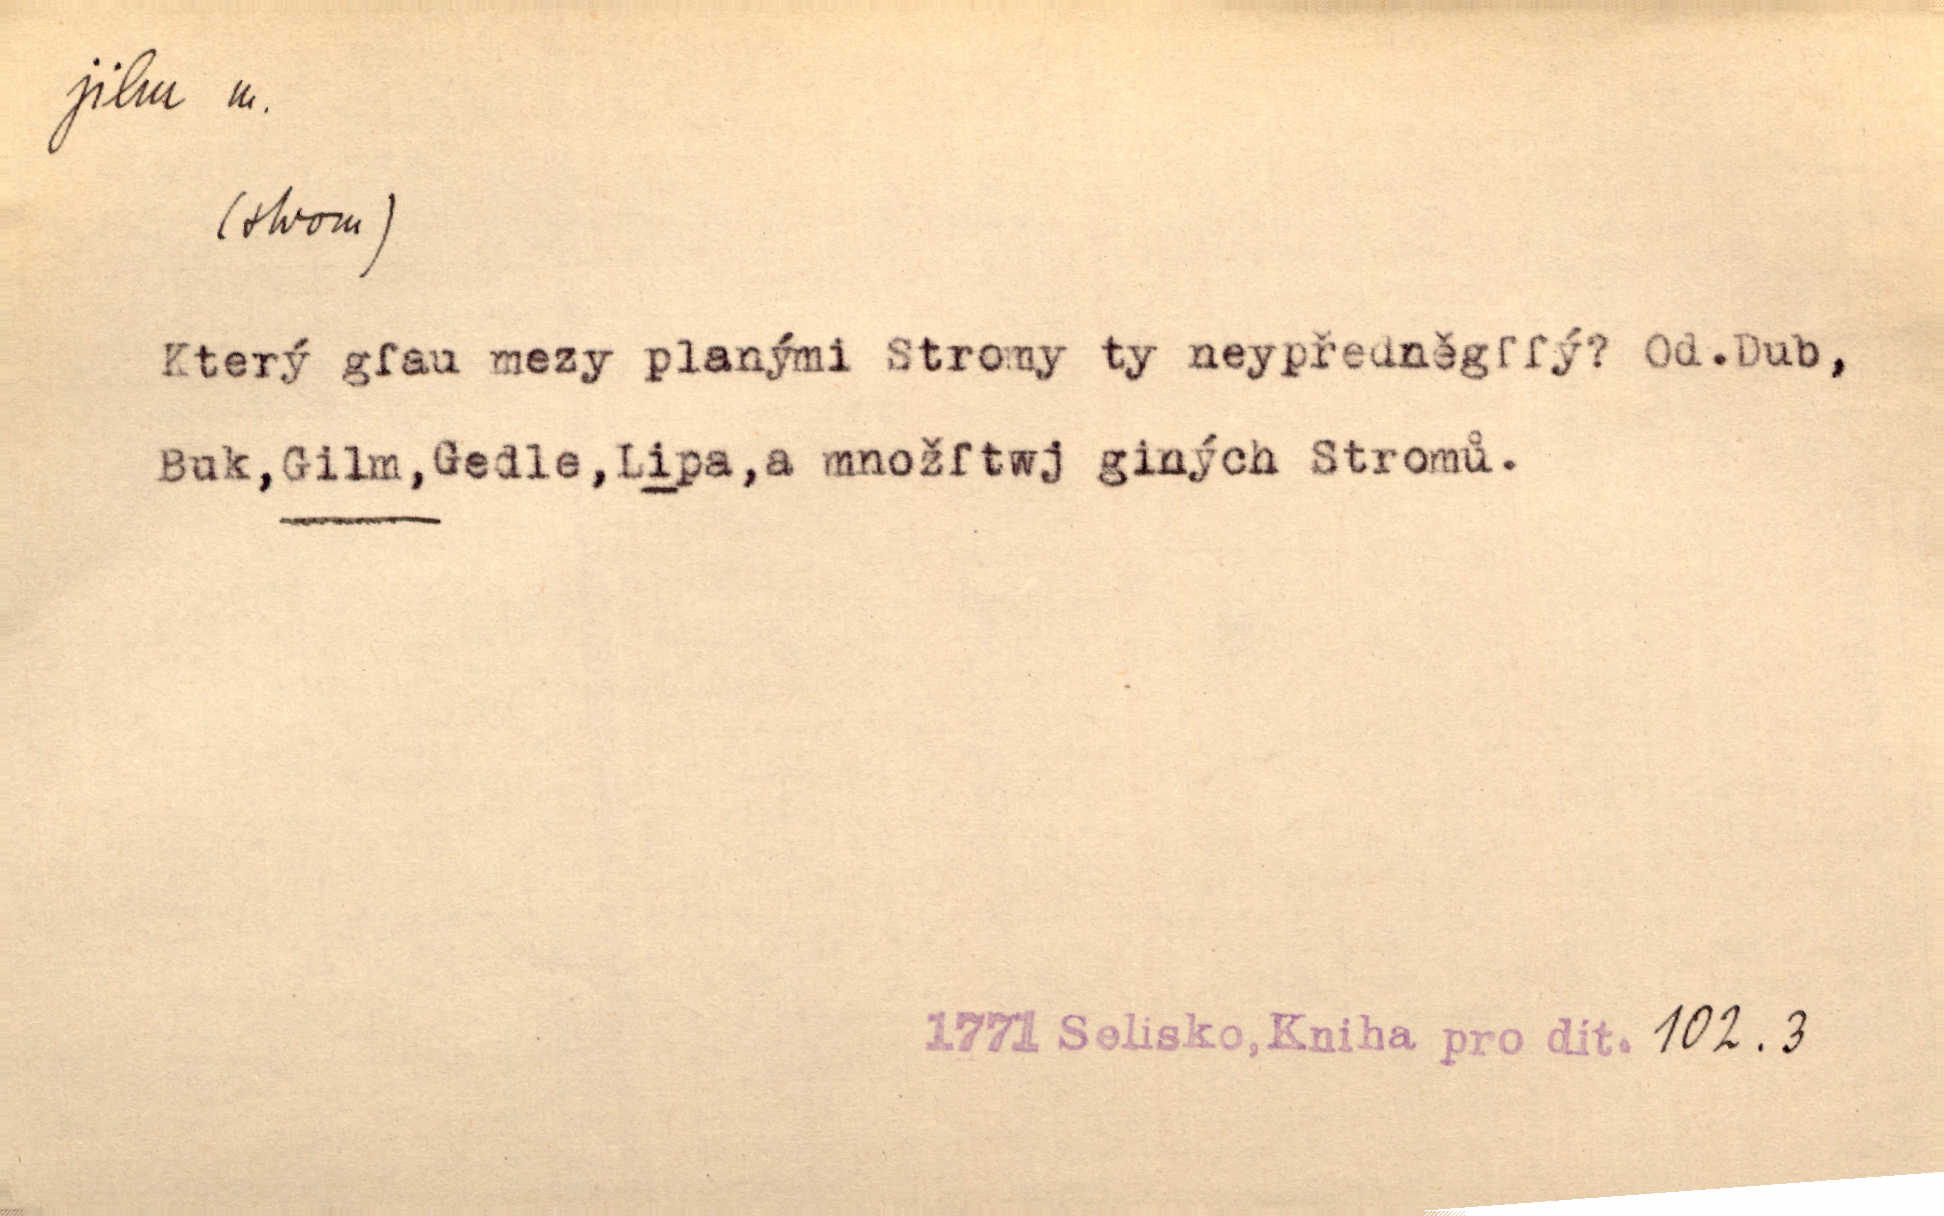 jilm m.
(strom)
Který gſau mezy planými Stromy ty neypředněgſſý? Od.Dub,
Buk,Gilm,Gedle,Lipa,a množſtwj giných Stromů.
1771 Selisko,Kniha pro dít. 102.3